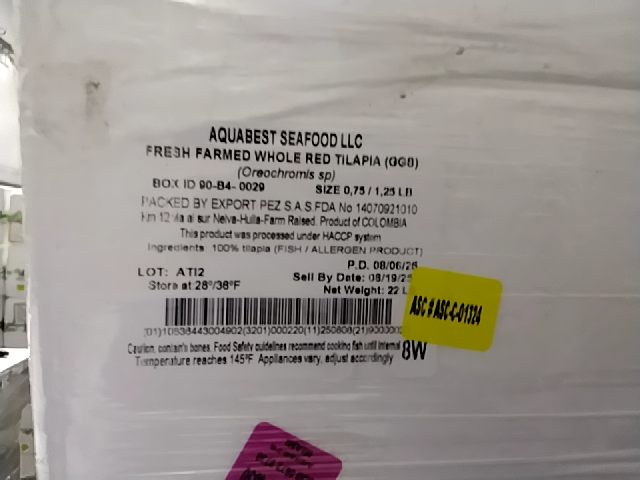 AQUABEST SEAFOOD LLC
FRESH FARMED WHOLE RED TILAPIA (GGS)
(Oreochromis sp)
BOX ID 90-B4- 0029 SIZE 0,75 / 1,25 LB
PACKED BY EXPORT PEZ S.A.S.FDA No 14070921010
Km 12 vía al sur Neiva-Huila-Farm Raised. Product of COLOMBIA
This product was processed under HACCP system
Ingredients: 100% tilapia (FISH / ALLERGEN PRODUCT)
P.D. 08/06/25
LOT: ATI2 Sell By Date: 08/19/25
Store at 28°/38°F Net Weight: 22 L
ASC # ASC-C-01324
Caution, contain's bones. Food Safety guidelines recommend cooking fish until internal
Temperature reaches 145°F. Appliances vary, adjust accordingly
8W